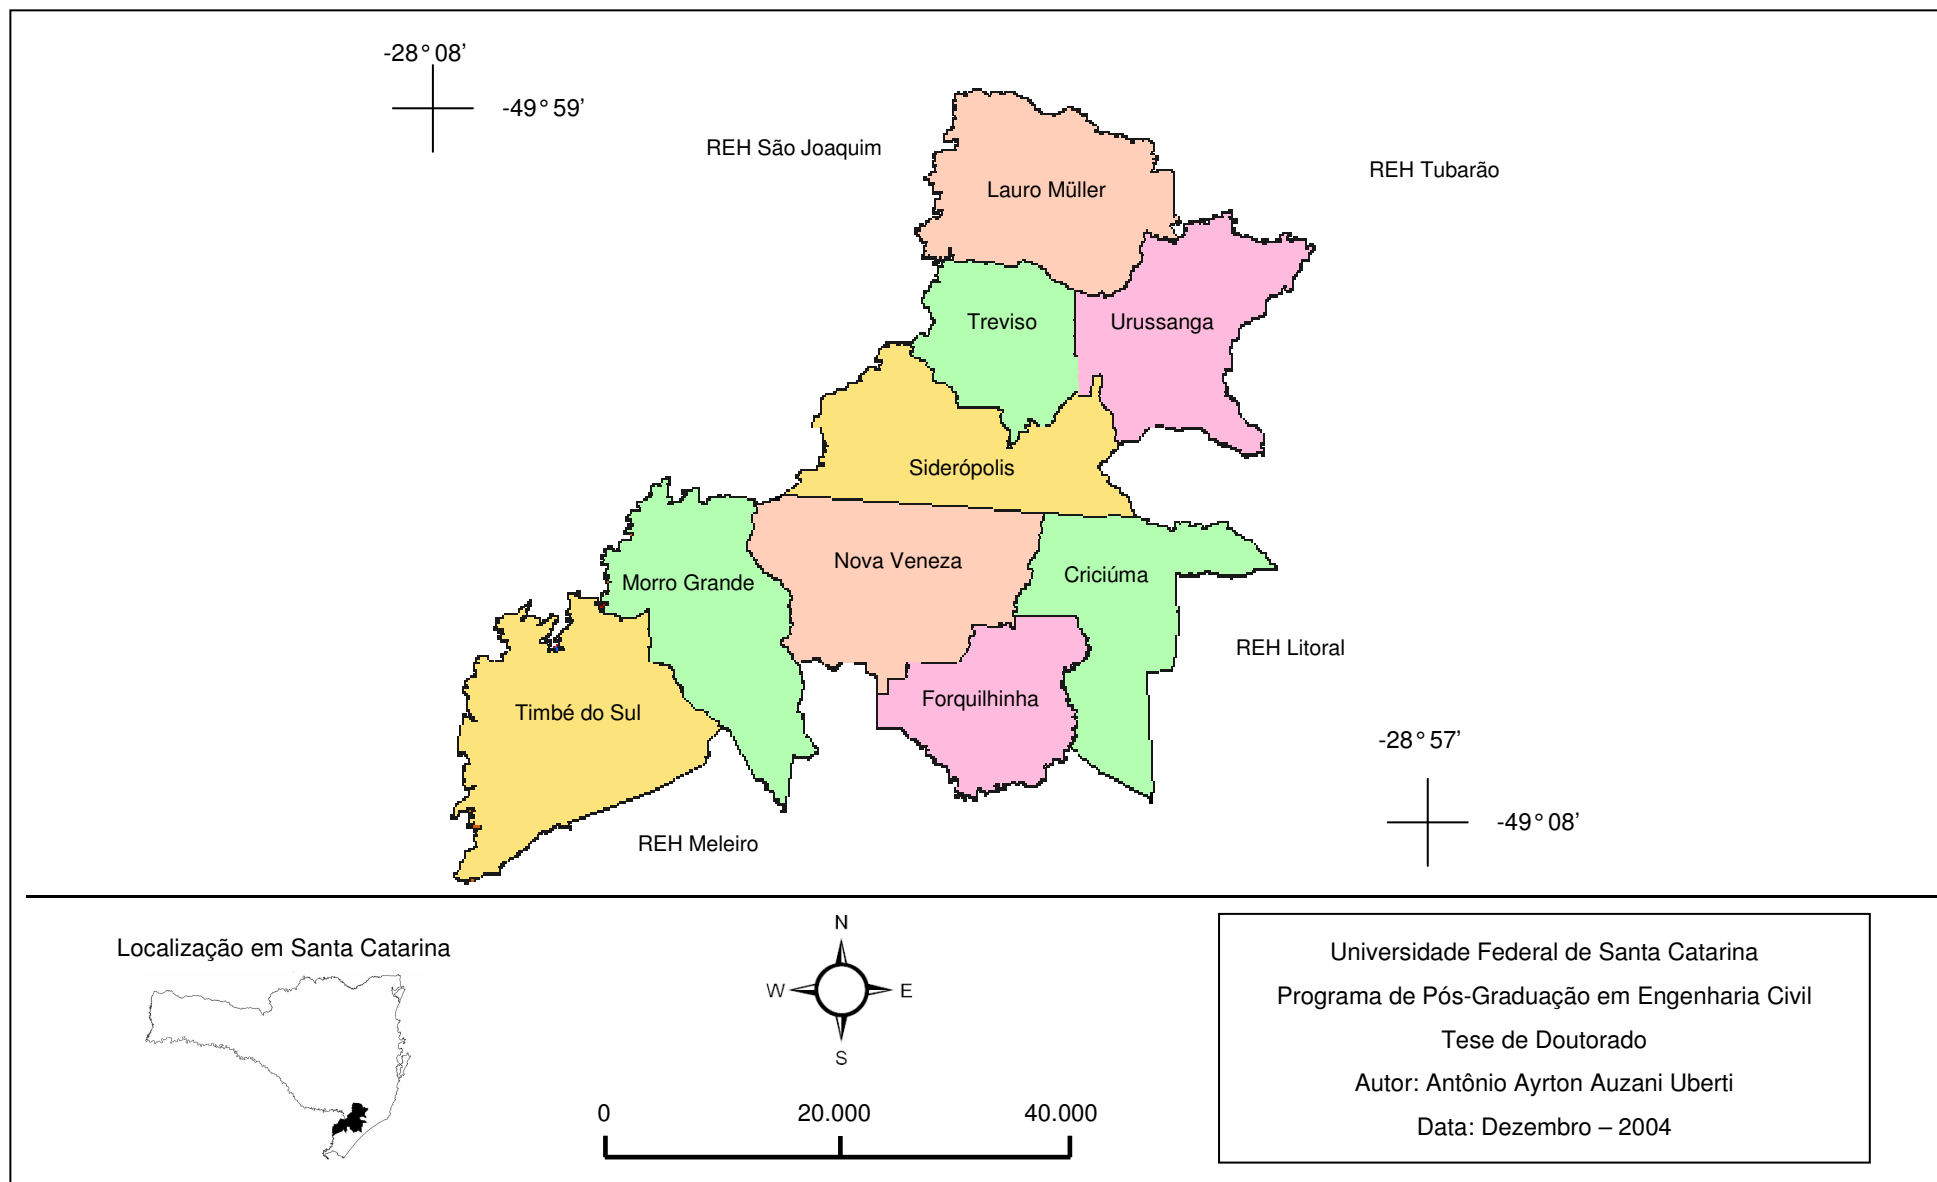 -28° 08'
-49° 59'
REH São Joaquim
REH Tubarão
Lauro Müller
Treviso
Urussanga
Siderópolis
Nova Veneza
Criciúma
Morro Grande
REH Litoral
Forquilhinha
Timbé do Sul
-28° 57'
-49° 08'
REH Meleiro
Localização em Santa Catarina
N
W
E
S
0
20.000
40.000
Universidade Federal de Santa Catarina
Programa de Pós-Graduação em Engenharia Civil
Tese de Doutorado
Autor: Antônio Ayrton Auzani Uberti
Data: Dezembro – 2004